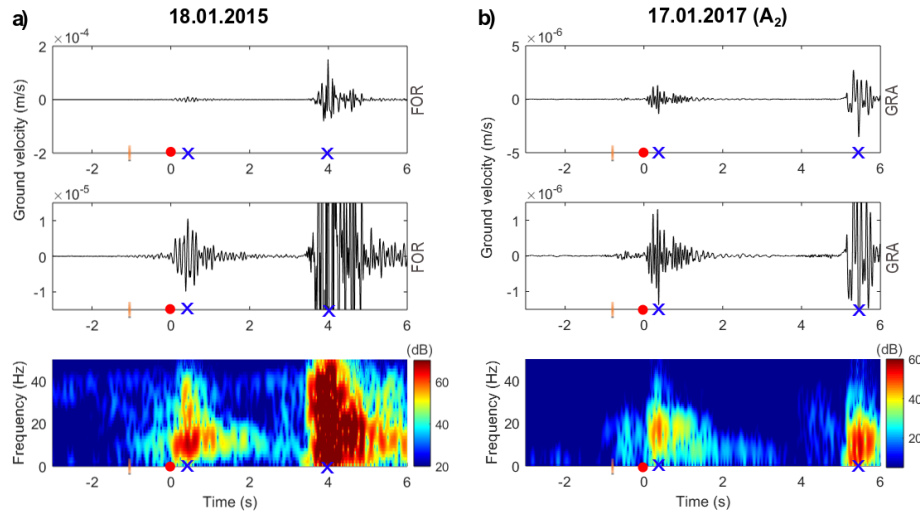 a) 18.01.2015
×10⁻⁴
2
0
-2
-2 0 2 4 6
FOR
Ground velocity (m/s)
×10⁻⁵
1
0
-1
-2 0 2 4 6
FOR
(dB)
60
40
20
Frequency (Hz)
40
20
0
-2 0 2 4 6
Time (s)
b) 17.01.2017 (A₂)
×10⁻⁶
5
0
-5
-2 0 2 4 6
GRA
Ground velocity (m/s)
×10⁻⁶
1
0
-1
-2 0 2 4 6
GRA
(dB)
60
40
20
0
Frequency (Hz)
40
20
0
-2 0 2 4 6
Time (s)